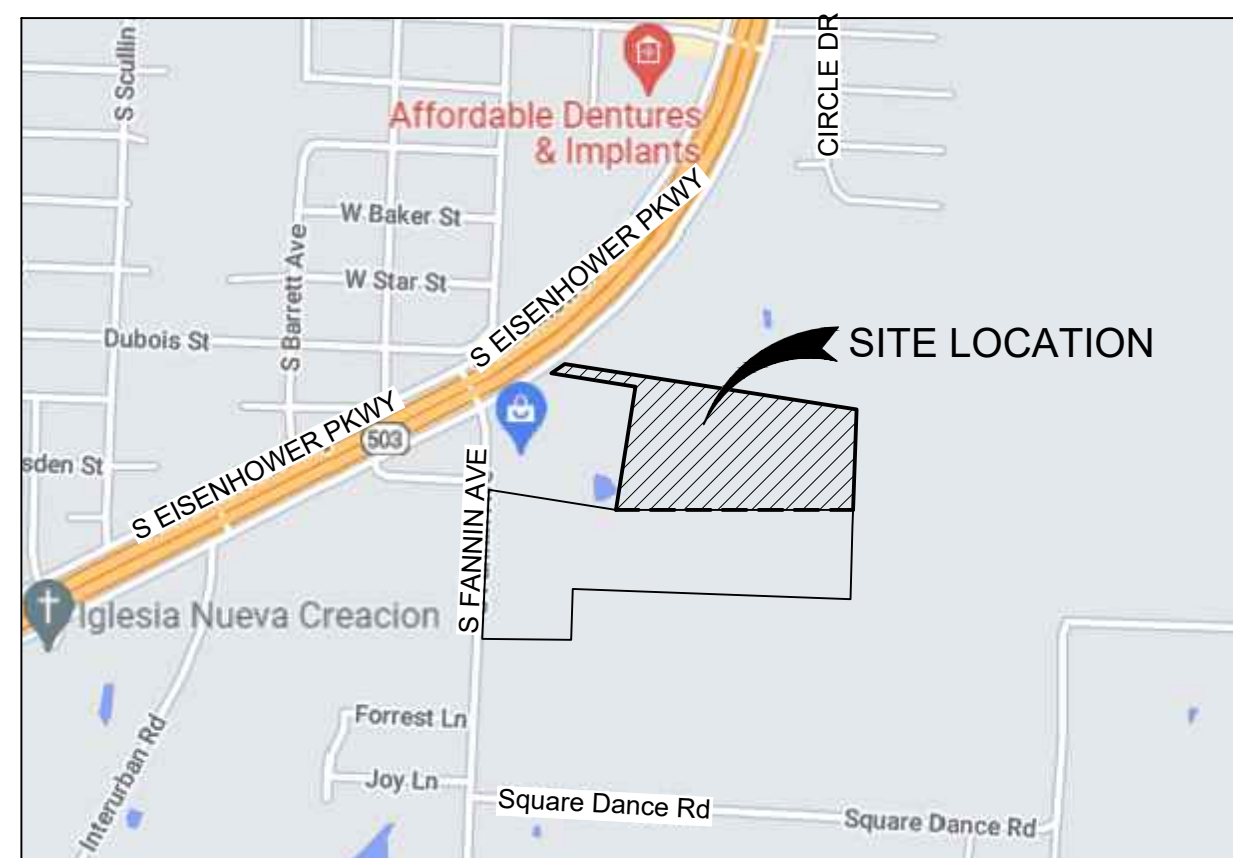 S Scullin
CIRCLE DR
Affordable Dentures
& Implants
W Baker St
S EISENHOWER PKWY
S Barrett Ave
W Star St
Dubois St
SITE LOCATION
S EISENHOWER PKWY
503
sden St
S FANNIN AVE
Iglesia Nueva Creacion
Interurban Rd
Forrest Ln
Joy Ln
Square Dance Rd
Square Dance Rd